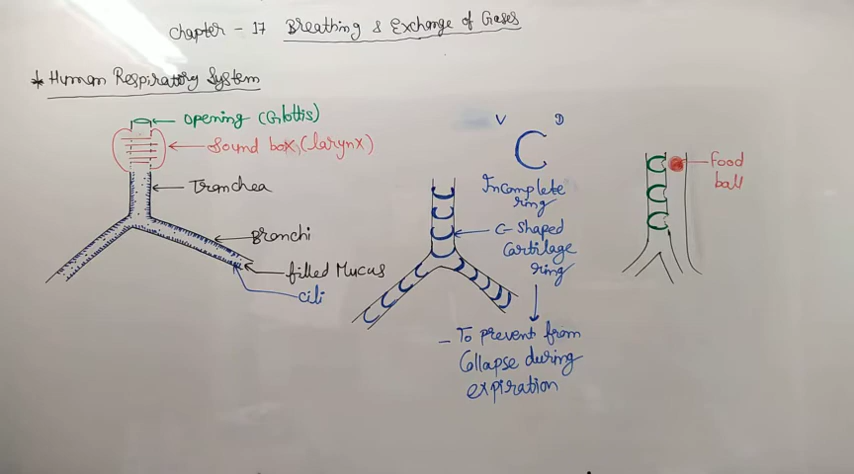 Chapter - 17 Breathing & Exchange of Gases
* Human Respiratory System
opening (Glottis)
Sound box, (larynx)
Trenchea
Bronchi
filled Mucus
Cili
V D
Incomplete
ring
C-Shaped
Cartilage
ring
- To prevent from
Collapse during
expiration
food
ball